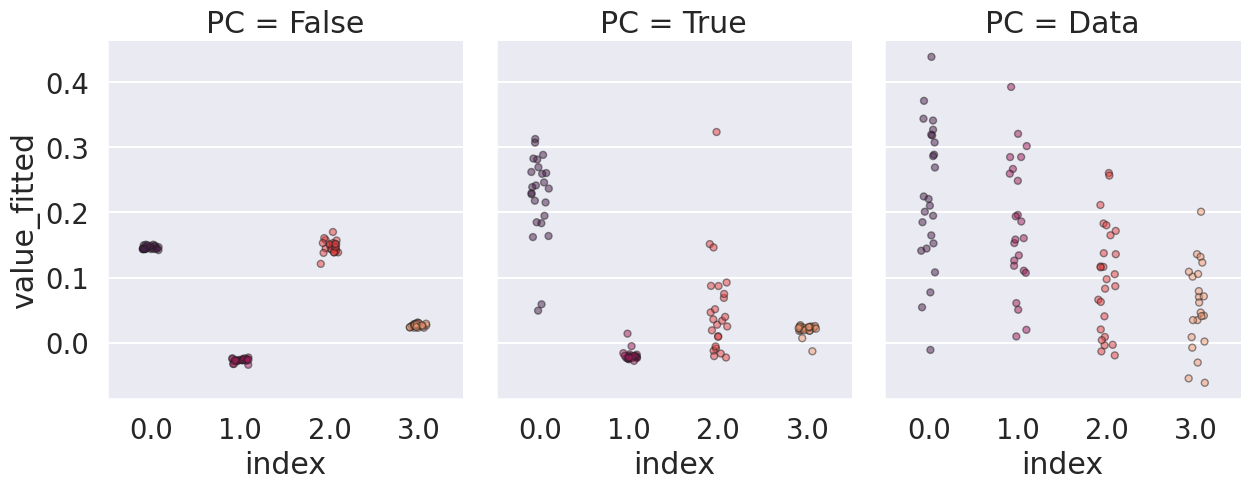 PC = False PC = True PC = Data
value_fitted
0.4
0.3
0.2
0.1
0.0
0.0 1.0 2.0 3.0 0.0 1.0 2.0 3.0 0.0 1.0 2.0 3.0
index index index